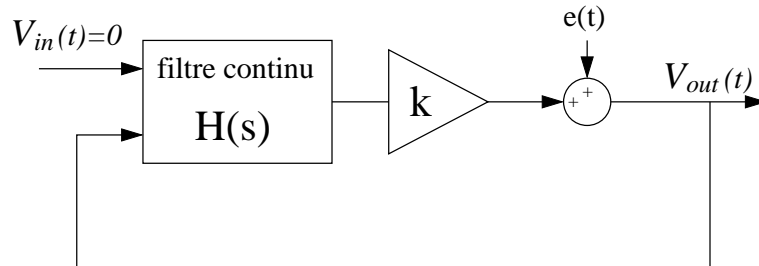 e(t)
V_in(t)=0
V_out(t)
filtre continu
H(s)
k
+ +